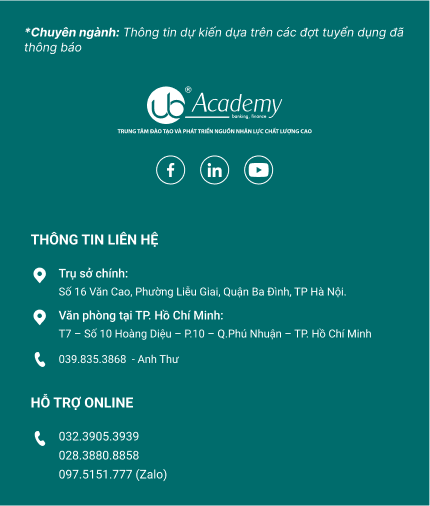 *Chuyên ngành: Thông tin dự kiến dựa trên các đợt tuyển dụng đã
thông báo
ub® Academy
banking, finance
TRUNG TÂM ĐÀO TẠO VÀ PHÁT TRIỂN NGUỒN NHÂN LỰC CHẤT LƯỢNG CAO
THÔNG TIN LIÊN HỆ
Trụ sở chính:
Số 16 Văn Cao, Phường Liễu Giai, Quận Ba Đình, TP Hà Nội.
Văn phòng tại TP. Hồ Chí Minh:
T7 – Số 10 Hoàng Diệu – P.10 – Q.Phú Nhuận – TP. Hồ Chí Minh
039.835.3868 - Anh Thư
HỖ TRỢ ONLINE
032.3905.3939
028.3880.8858
097.5151.777 (Zalo)